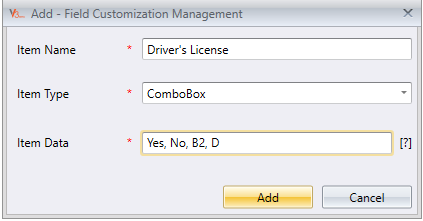 Add - Field Customization Management
Item Name * Driver's License
Item Type * ComboBox
Item Data * Yes, No, B2, D [?]
Add Cancel